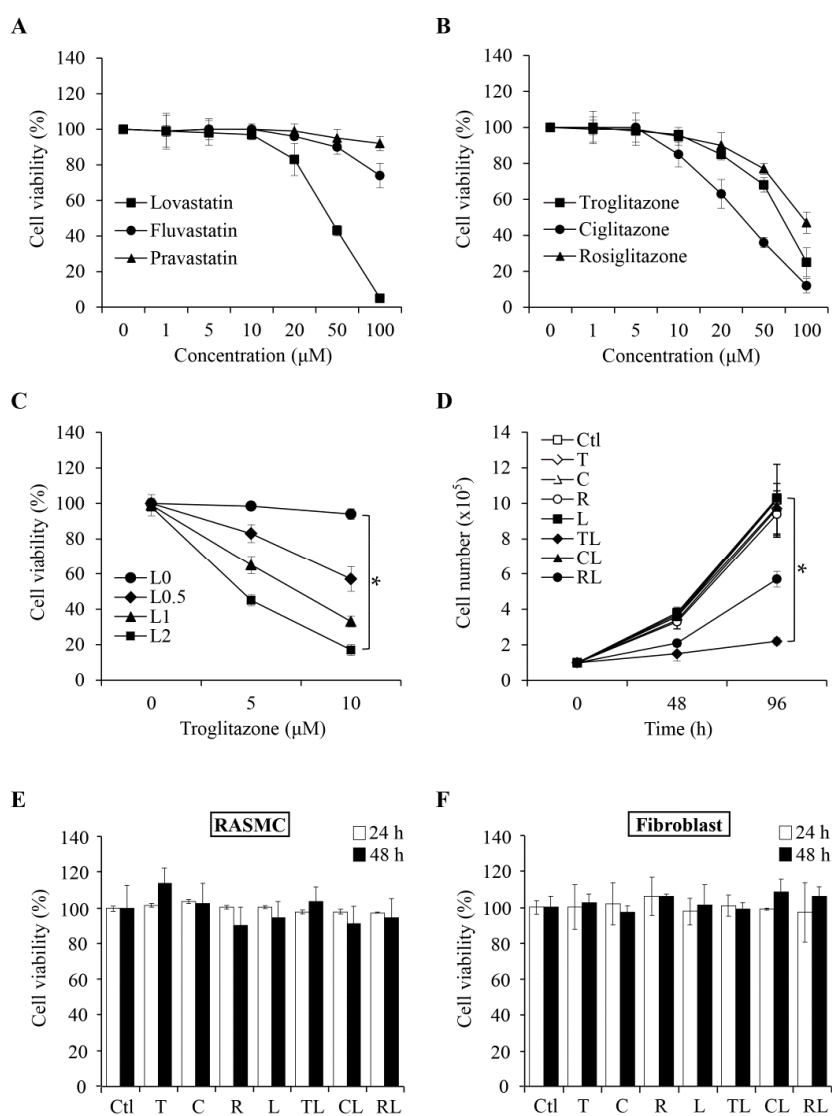 A
140
120
100
80
60
40
20
0
Cell viability (%)
Lovastatin
Fluvastatin
Pravastatin
0 1 5 10 20 50 100
Concentration (μM)
B
140
120
100
80
60
40
20
0
Cell viability (%)
Troglitazone
Ciglitazone
Rosiglitazone
0 1 5 10 20 50 100
Concentration (μM)
C
140
120
100
80
60
40
20
0
Cell viability (%)
L0
L0.5
L1
L2
*
0 5 10
Troglitazone (μM)
D
14
12
10
8
6
4
2
0
Cell number (x10⁵)
Ctl
T
C
R
L
TL
CL
RL
*
0 48 96
Time (h)
E
RASMC
24 h
48 h
140
120
100
80
60
40
20
0
Cell viability (%)
Ctl T C R L TL CL RL
F
Fibroblast
24 h
48 h
140
120
100
80
60
40
20
0
Cell viability (%)
Ctl T C R L TL CL RL